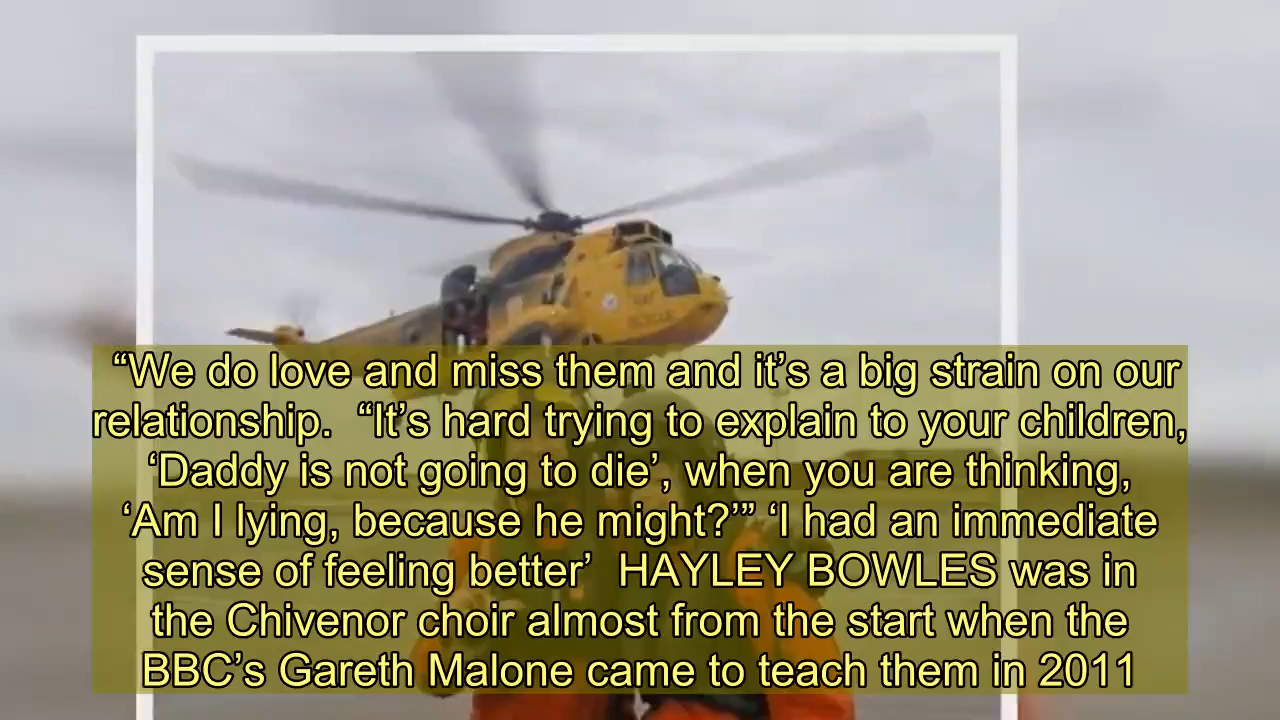 “We do love and miss them and it’s a big strain on our
relationship.  “It’s hard trying to explain to your children,
‘Daddy is not going to die’, when you are thinking,
‘Am I lying, because he might?’” ‘I had an immediate
sense of feeling better’  HAYLEY BOWLES was in
the Chivenor choir almost from the start when the
BBC’s Gareth Malone came to teach them in 2011